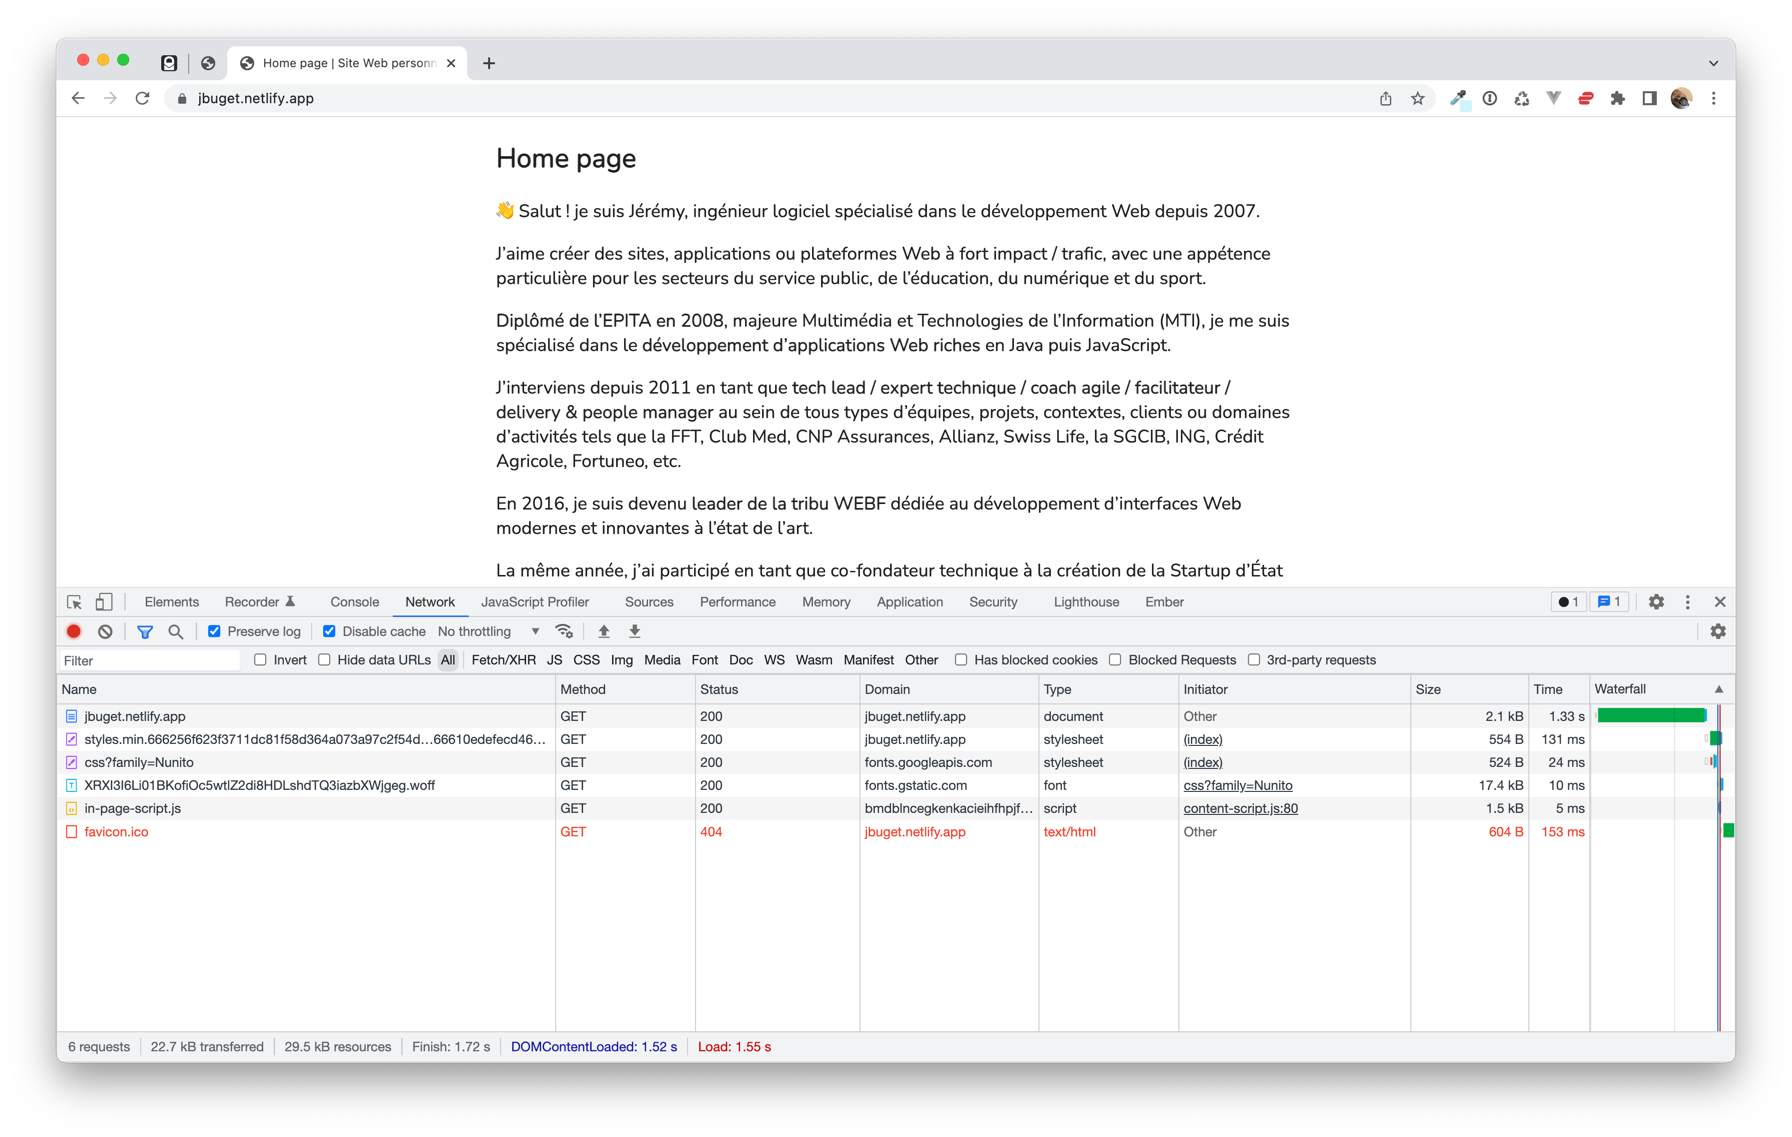 Home page | Site Web personn
jbuget.netlify.app
Home page
👋 Salut ! je suis Jérémy, ingénieur logiciel spécialisé dans le développement Web depuis 2007.
J’aime créer des sites, applications ou plateformes Web à fort impact / trafic, avec une appétence
particulière pour les secteurs du service public, de l’éducation, du numérique et du sport.
Diplômé de l’EPITA en 2008, majeure Multimédia et Technologies de l’Information (MTI), je me suis
spécialisé dans le développement d’applications Web riches en Java puis JavaScript.
J’interviens depuis 2011 en tant que tech lead / expert technique / coach agile / facilitateur /
delivery & people manager au sein de tous types d’équipes, projets, contextes, clients ou domaines
d’activités tels que la FFT, Club Med, CNP Assurances, Allianz, Swiss Life, la SGCIB, ING, Crédit
Agricole, Fortuneo, etc.
En 2016, je suis devenu leader de la tribu WEBF dédiée au développement d’interfaces Web
modernes et innovantes à l’état de l’art.
La même année, j’ai participé en tant que co-fondateur technique à la création de la Startup d’État
Elements Recorder Console Network JavaScript Profiler Sources Performance Memory Application Security Lighthouse Ember 1 1
Preserve log Disable cache No throttling
Filter Invert Hide data URLs All Fetch/XHR JS CSS Img Media Font Doc WS Wasm Manifest Other Has blocked cookies Blocked Requests 3rd-party requests
Name Method Status Domain Type Initiator Size Time Waterfall
jbuget.netlify.app GET 200 jbuget.netlify.app document Other 2.1 kB 1.33 s
styles.min.666256f623f3711dc81f58d364a073a97c2f54d…66610edefecd46… GET 200 jbuget.netlify.app stylesheet (index) 554 B 131 ms
css?family=Nunito GET 200 fonts.googleapis.com stylesheet (index) 524 B 24 ms
XRXI3I6Li01BKofiOc5wtlZ2di8HDLshdTQ3iazbXWjgeg.woff GET 200 fonts.gstatic.com font css?family=Nunito 17.4 kB 10 ms
in-page-script.js GET 200 bmdblncegkenkacieihfhpjf… script content-script.js:80 1.5 kB 5 ms
favicon.ico GET 404 jbuget.netlify.app text/html Other 604 B 153 ms
6 requests 22.7 kB transferred 29.5 kB resources Finish: 1.72 s DOMContentLoaded: 1.52 s Load: 1.55 s